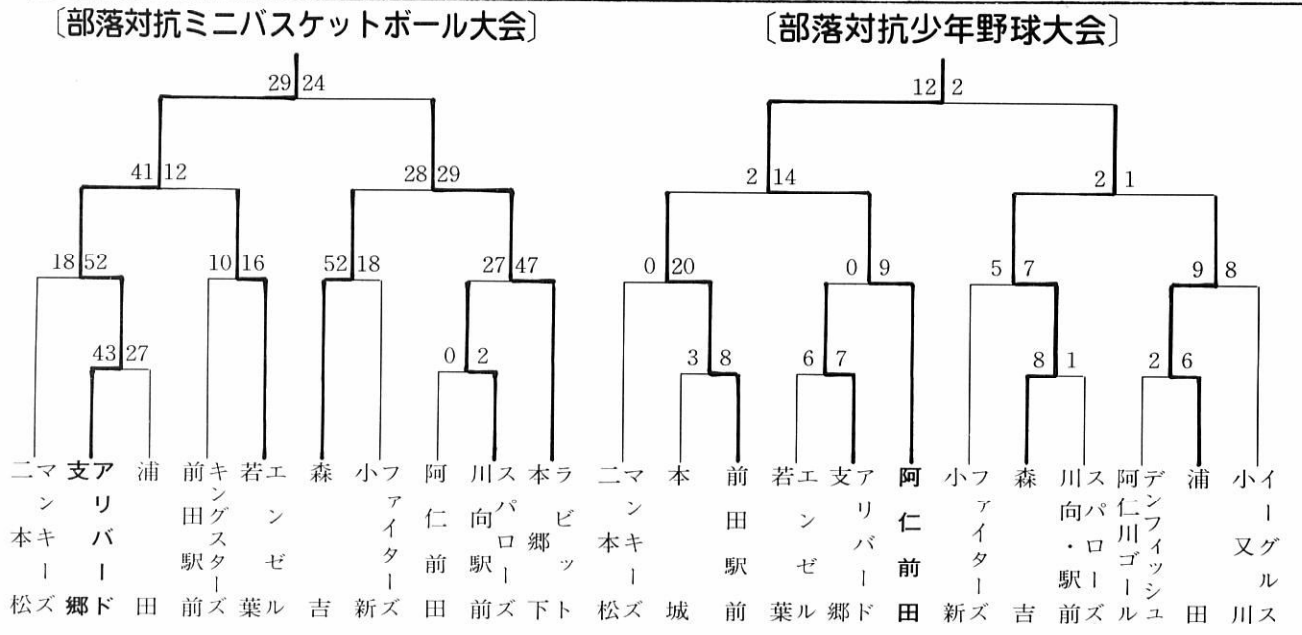 〔部落対抗ミニバスケットボール大会〕
29 24
41 12
28 29
18 52
10 16
52 18
27 47
43 27
0 2
二本松
マンキーズ
支郷
アリバード
浦田
前田駅前
キングスターズ
若葉
エンゼル
森吉
小新
ファイターズ
阿仁前田
川向駅前
スパローズ
本郷下
ラビット
〔部落対抗少年野球大会〕
12 2
2 14
2 1
0 20
0 9
5 7
9 8
3 8
6 7
8 1
2 6
二本松
マンキーズ
本城
前田駅前
若葉
エンゼル
支郷
アリバード
阿仁前田
小新
ファイターズ
森吉
川向・駅前
スパローズ
阿仁川ゴール
デンフィッシュ
浦田
小又川
イーグルス